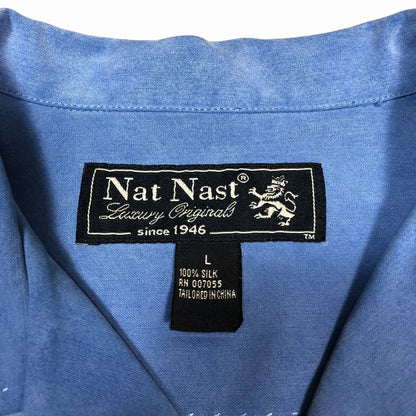 Nat Nast®
Luxury Originals
since 1946
TM
L
100% SILK
RN 007055
TAILORED IN CHINA